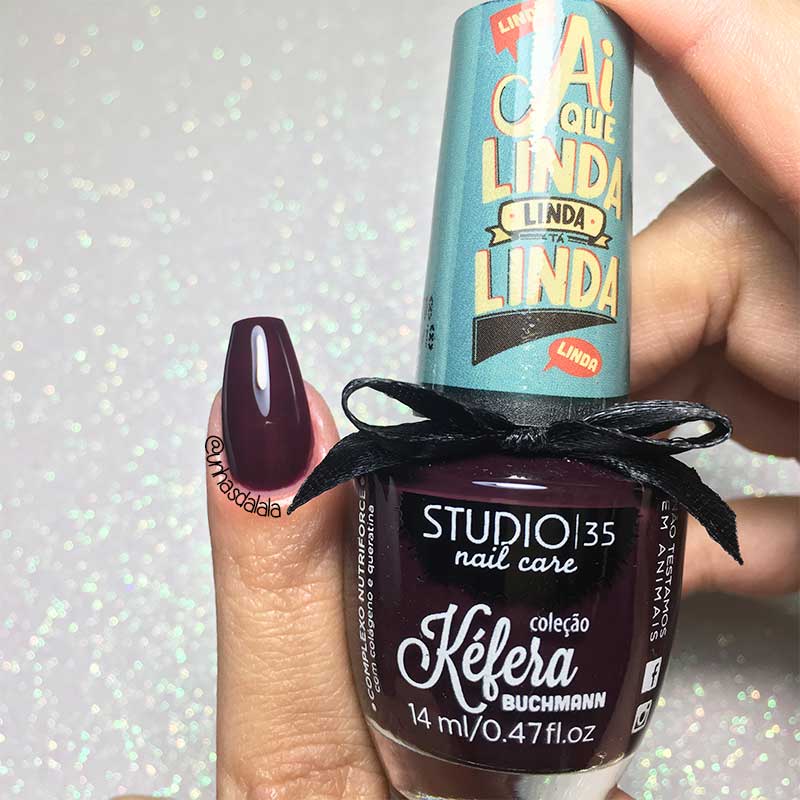 LINDA
Ai
QUE
LINDA
LINDA
TÁ
LINDA
LINDA
@unhasdalala
STUDIO|35
nail care
coleção
Kéfera
BUCHMANN
14 ml/0.47fl.oz
• COMPLEXO NUTRIFORCE
com colágeno e queratina
NÃO TESTAMOS
EM ANIMAIS